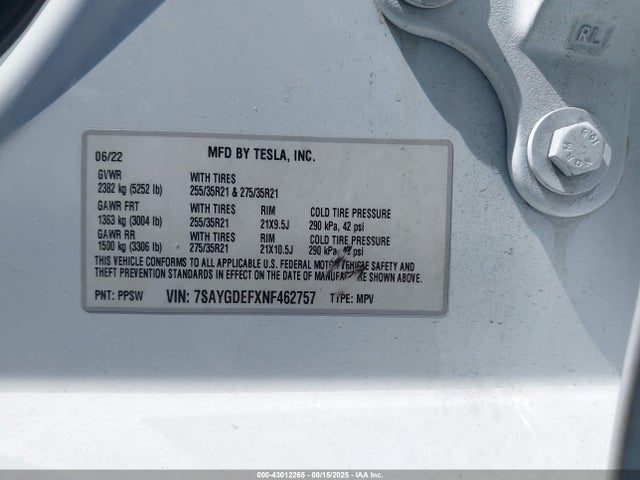 RL
109
NORM
06/22 MFD BY TESLA, INC.
GVWR WITH TIRES
2382 kg (5252 lb) 255/35R21 & 275/35R21
GAWR FRT WITH TIRES RIM COLD TIRE PRESSURE
1363 kg (3004 lb) 255/35R21 21X9.5J 290 kPa, 42 psi
GAWR RR WITH TIRES RIM COLD TIRE PRESSURE
1500 kg (3306 lb) 275/35R21 21X10.5J 290 kPa, 42 psi
THIS VEHICLE CONFORMS TO ALL APPLICABLE U.S. FEDERAL MOTOR VEHICLE SAFETY AND
THEFT PREVENTION STANDARDS IN EFFECT ON THE DATE OF MANUFACTURE SHOWN ABOVE.
PNT: PPSW VIN: 7SAYGDEFXNF462757 TYPE: MPV
000-43012265 - 08/15/2025 - IAA Inc.